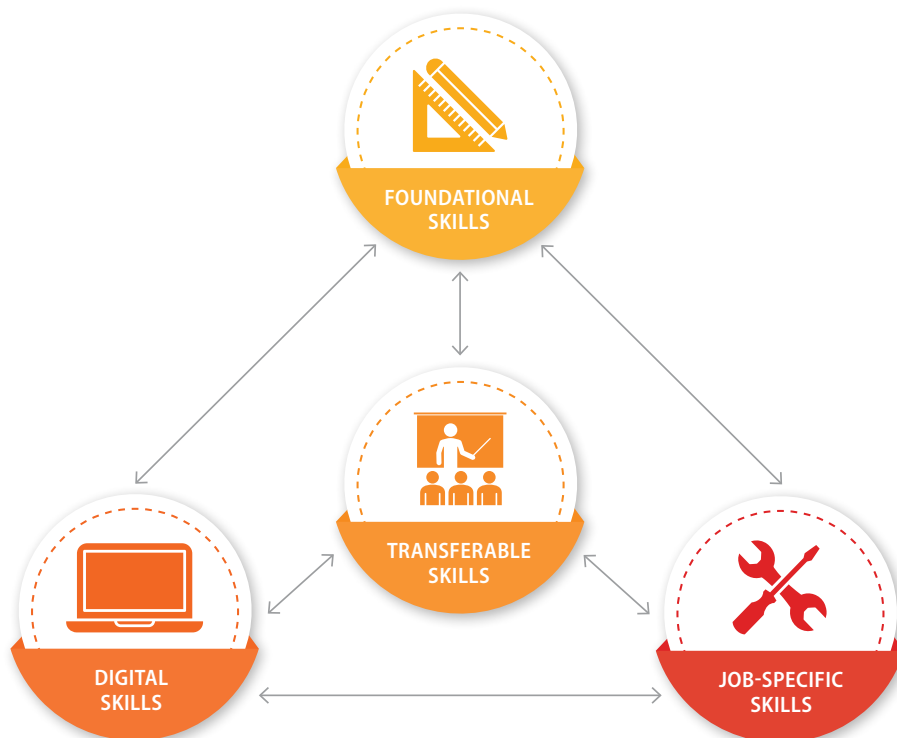 FOUNDATIONAL
SKILLS
TRANSFERABLE
SKILLS
DIGITAL
SKILLS
JOB-SPECIFIC
SKILLS